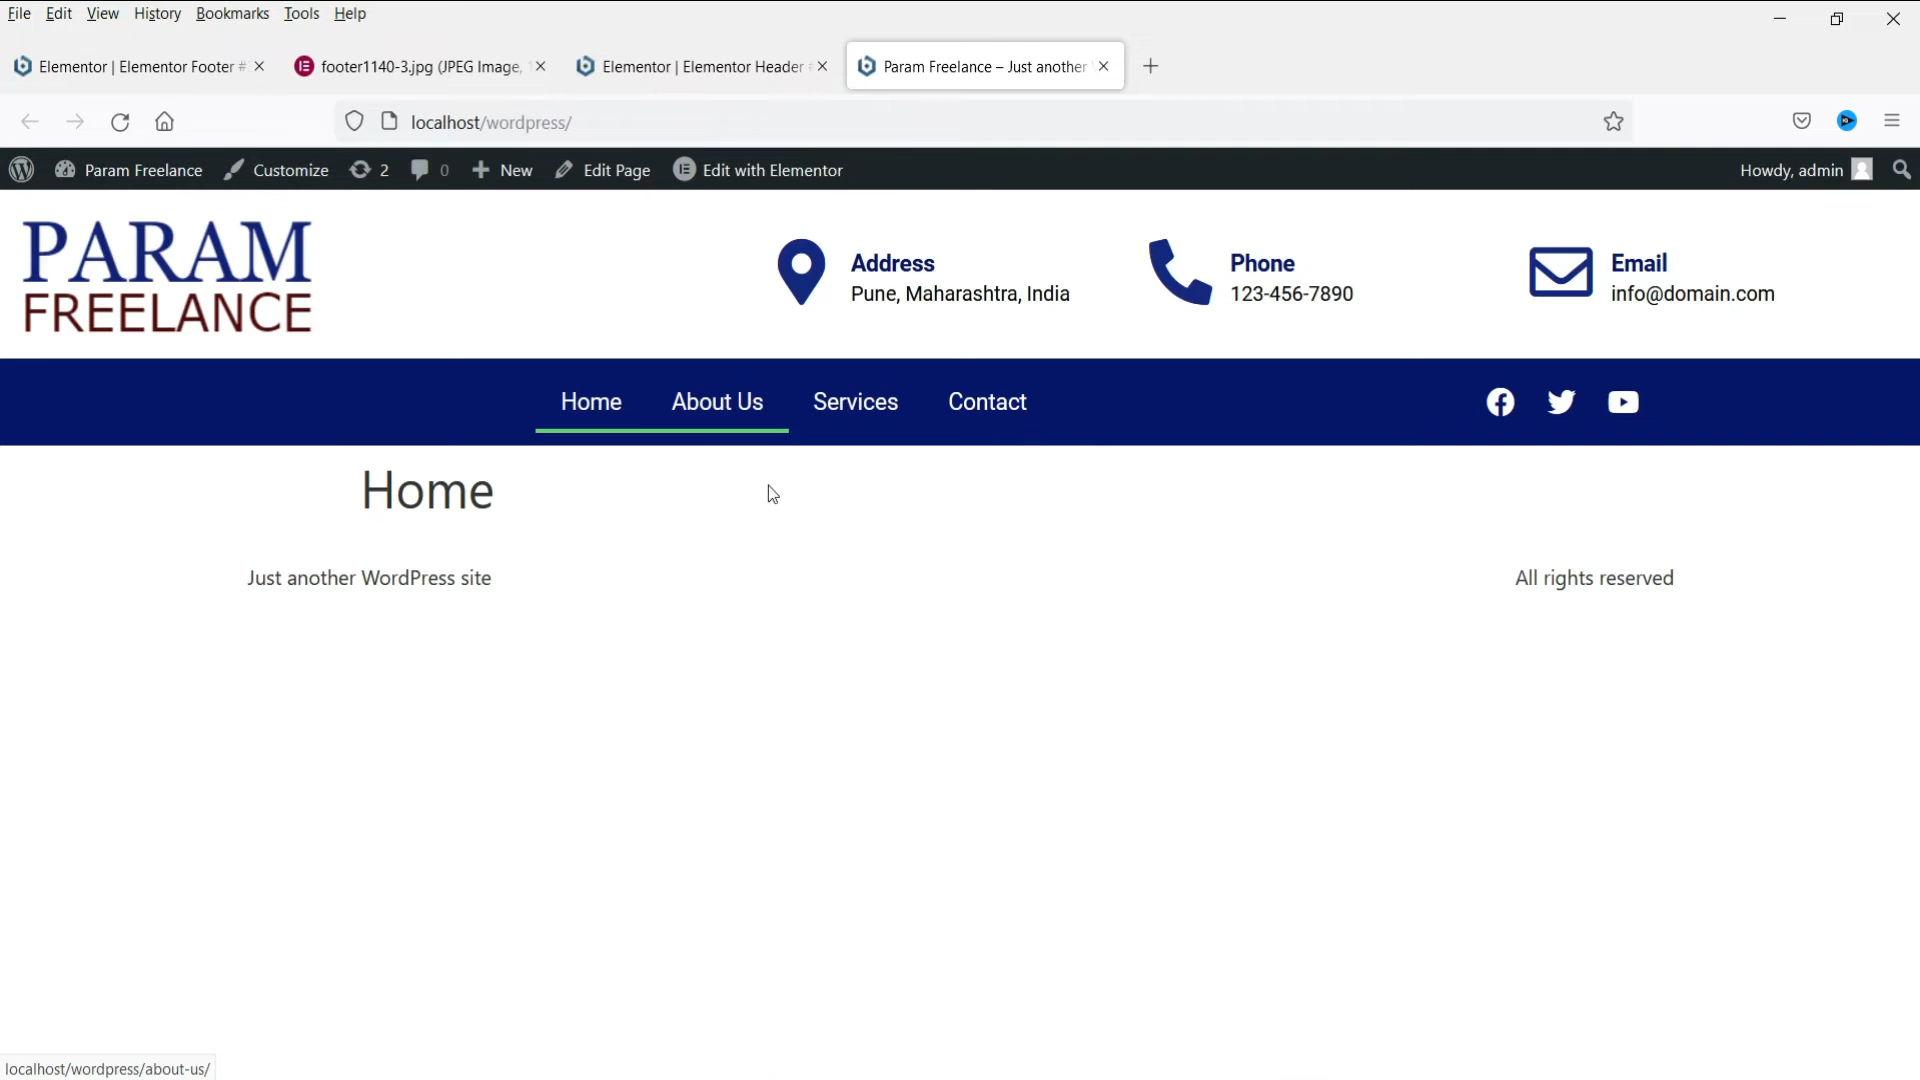 File Edit View History Bookmarks Tools Help
Elementor | Elementor Footer #
footer1140-3.jpg (JPEG Image,
Elementor | Elementor Header
Param Freelance – Just another
localhost/wordpress/
Param Freelance
Customize
2
0
New
Edit Page
Edit with Elementor
Howdy, admin
PARAM
FREELANCE
Address
Pune, Maharashtra, India
Phone
123-456-7890
Email
info@domain.com
Home About Us Services Contact
Home
Just another WordPress site
All rights reserved
localhost/wordpress/about-us/